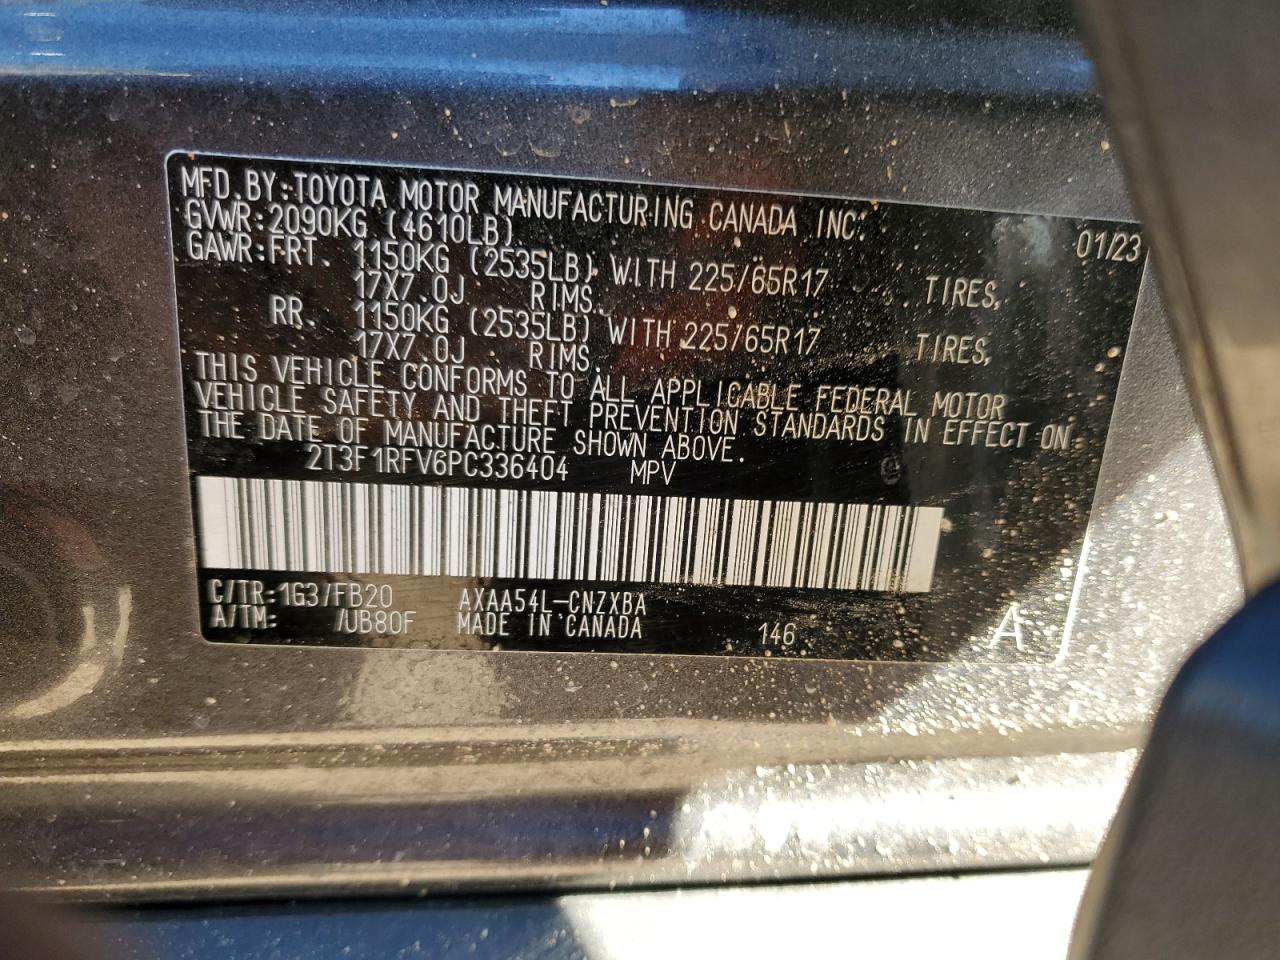 MFD.BY:TOYOTA MOTOR MANUFACTURING CANADA INC.
GVWR:2090KG (4610LB) 01/23
GAWR:FRT. 1150KG (2535LB) WITH 225/65R17 TIRES,
17X7.0J RIMS.
RR. 1150KG (2535LB) WITH 225/65R17 TIRES,
17X7.0J RIMS.
THIS VEHICLE CONFORMS TO ALL APPLICABLE FEDERAL MOTOR
VEHICLE SAFETY AND THEFT PREVENTION STANDARDS IN EFFECT ON
THE DATE OF MANUFACTURE SHOWN ABOVE.
2T3F1RFV6PC336404 MPV
C/TR:1G3/FB20 AXAA54L-CNZXBA
A/TM: /UB80F MADE IN CANADA 146 A